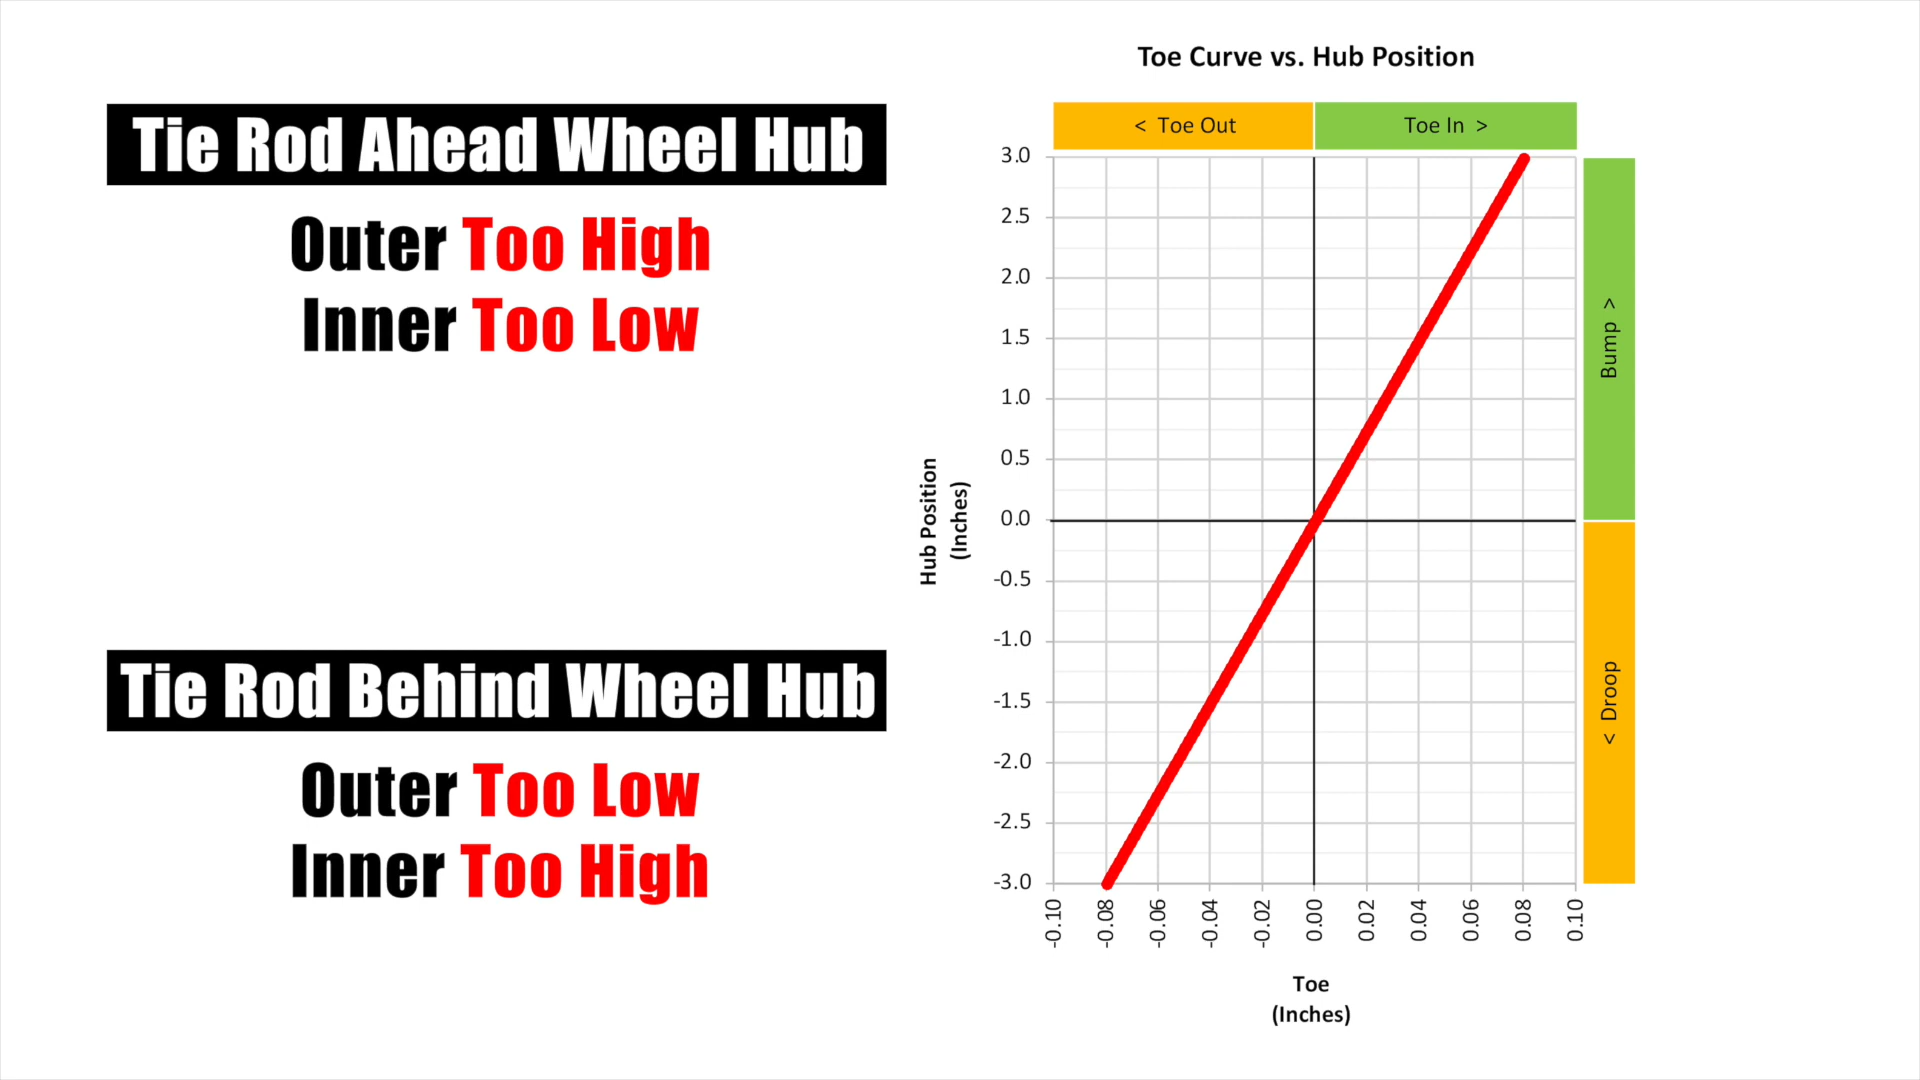 Tie Rod Ahead Wheel Hub
Outer Too High
Inner Too Low
Tie Rod Behind Wheel Hub
Outer Too Low
Inner Too High
Toe Curve vs. Hub Position
< Toe Out
Toe In >
3.0
2.5
2.0
1.5
1.0
0.5
0.0
-0.5
-1.0
-1.5
-2.0
-2.5
-3.0
Hub Position
(Inches)
Bump >
< Droop
-0.10
-0.08
-0.06
-0.04
-0.02
0.00
0.02
0.04
0.06
0.08
0.10
Toe
(Inches)